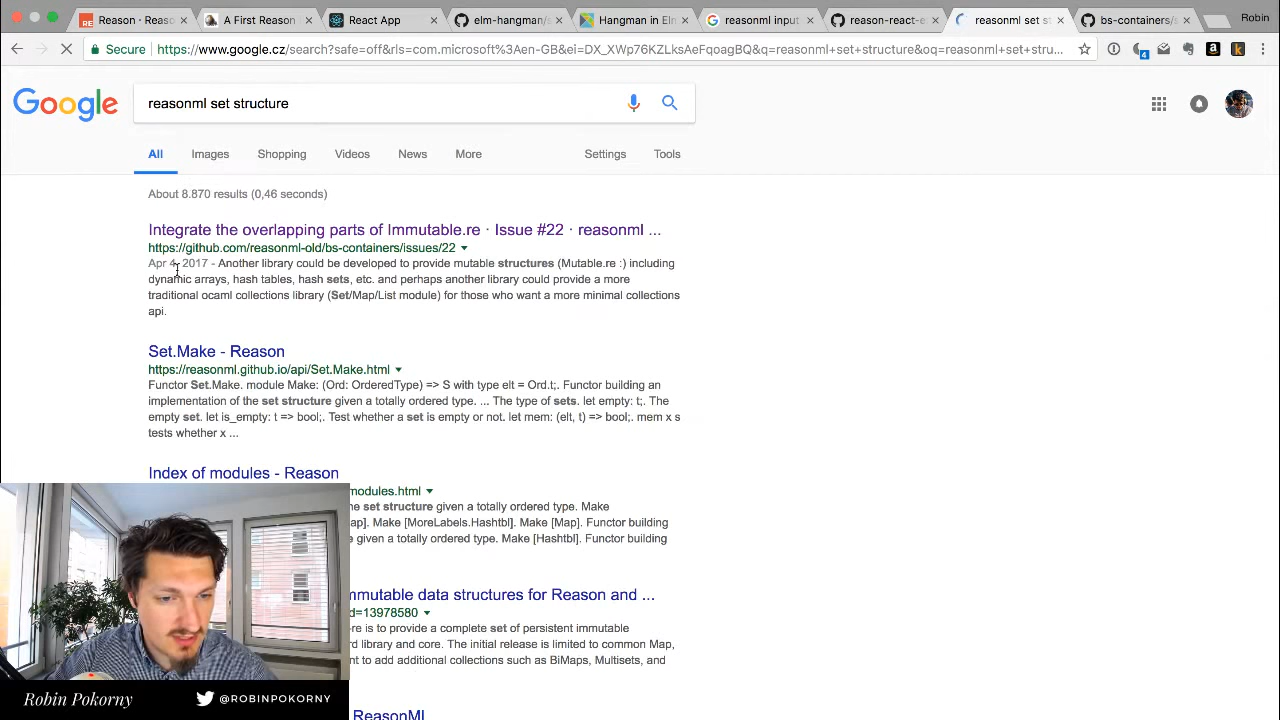 Reason · Reaso
A First Reason
React App
elm-hangman/s
Hangman in Elm
reasonml index
reason-react-e
reasonml set st
bs-containers/s
Robin
Secure
https://www.google.cz/search?safe=off&rls=com.microsoft%3Aen-GB&ei=DX_XWp76KZLksAeFqoagBQ&q=reasonml+set+structure&oq=reasonml+set+stru...
4
Google
reasonml set structure
All Images Shopping Videos News More Settings Tools
About 8.870 results (0,46 seconds)
Integrate the overlapping parts of Immutable.re · Issue #22 · reasonml ...
https://github.com/reasonml-old/bs-containers/issues/22
Apr 4, 2017 - Another library could be developed to provide mutable structures (Mutable.re :) including
dynamic arrays, hash tables, hash sets, etc. and perhaps another library could provide a more
traditional ocaml collections library (Set/Map/List module) for those who want a more minimal collections
api.
Set.Make - Reason
https://reasonml.github.io/api/Set.Make.html
Functor Set.Make. module Make: (Ord: OrderedType) => S with type elt = Ord.t;. Functor building an
implementation of the set structure given a totally ordered type. ... The type of sets. let empty: t;. The
empty set. let is_empty: t => bool;. Test whether a set is empty or not. let mem: (elt, t) => bool;. mem x s
tests whether x ...
Index of modules - Reason
modules.html
e set structure given a totally ordered type. Make
ap]. Make [MoreLabels.Hashtbl]. Make [Map]. Functor building
e given a totally ordered type. Make [Hashtbl]. Functor building
mmutable data structures for Reason and ...
d=13978580
re is to provide a complete set of persistent immutable
rd library and core. The initial release is limited to common Map,
nt to add additional collections such as BiMaps, Multisets, and
ReasonMl
Robin Pokorny
@ROBINPOKORNY